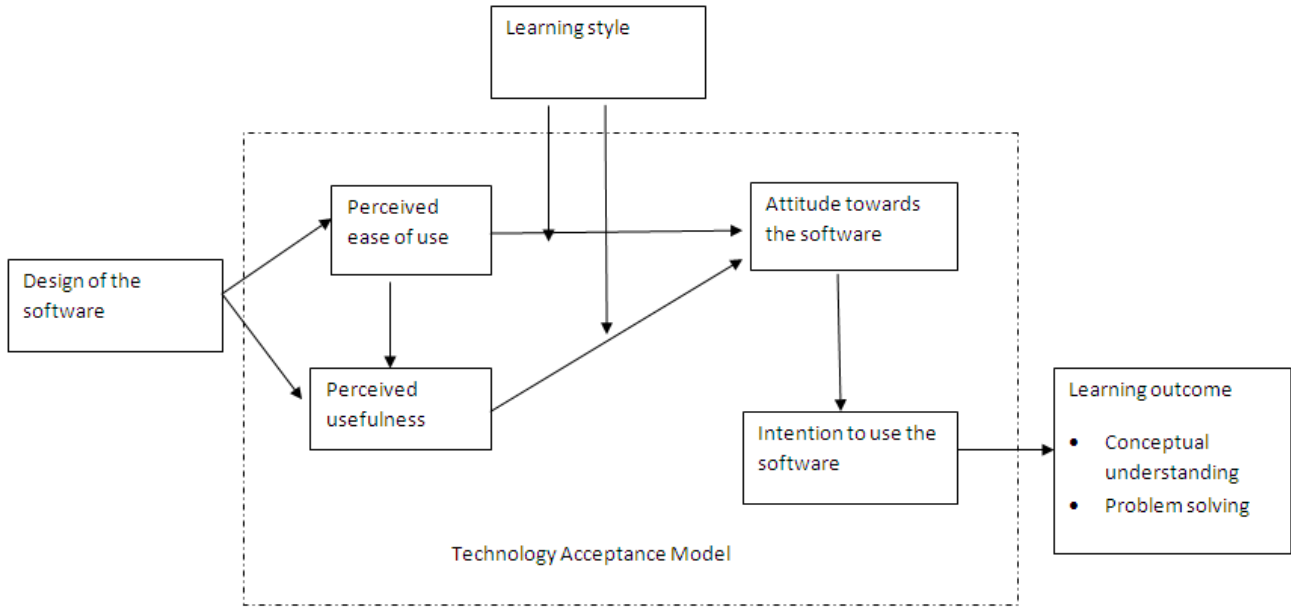 Learning style
Perceived
ease of use
Attitude towards
the software
Design of the
software
Perceived
usefulness
Learning outcome
• Conceptual
understanding
• Problem solving
Intention to use the
software
Technology Acceptance Model